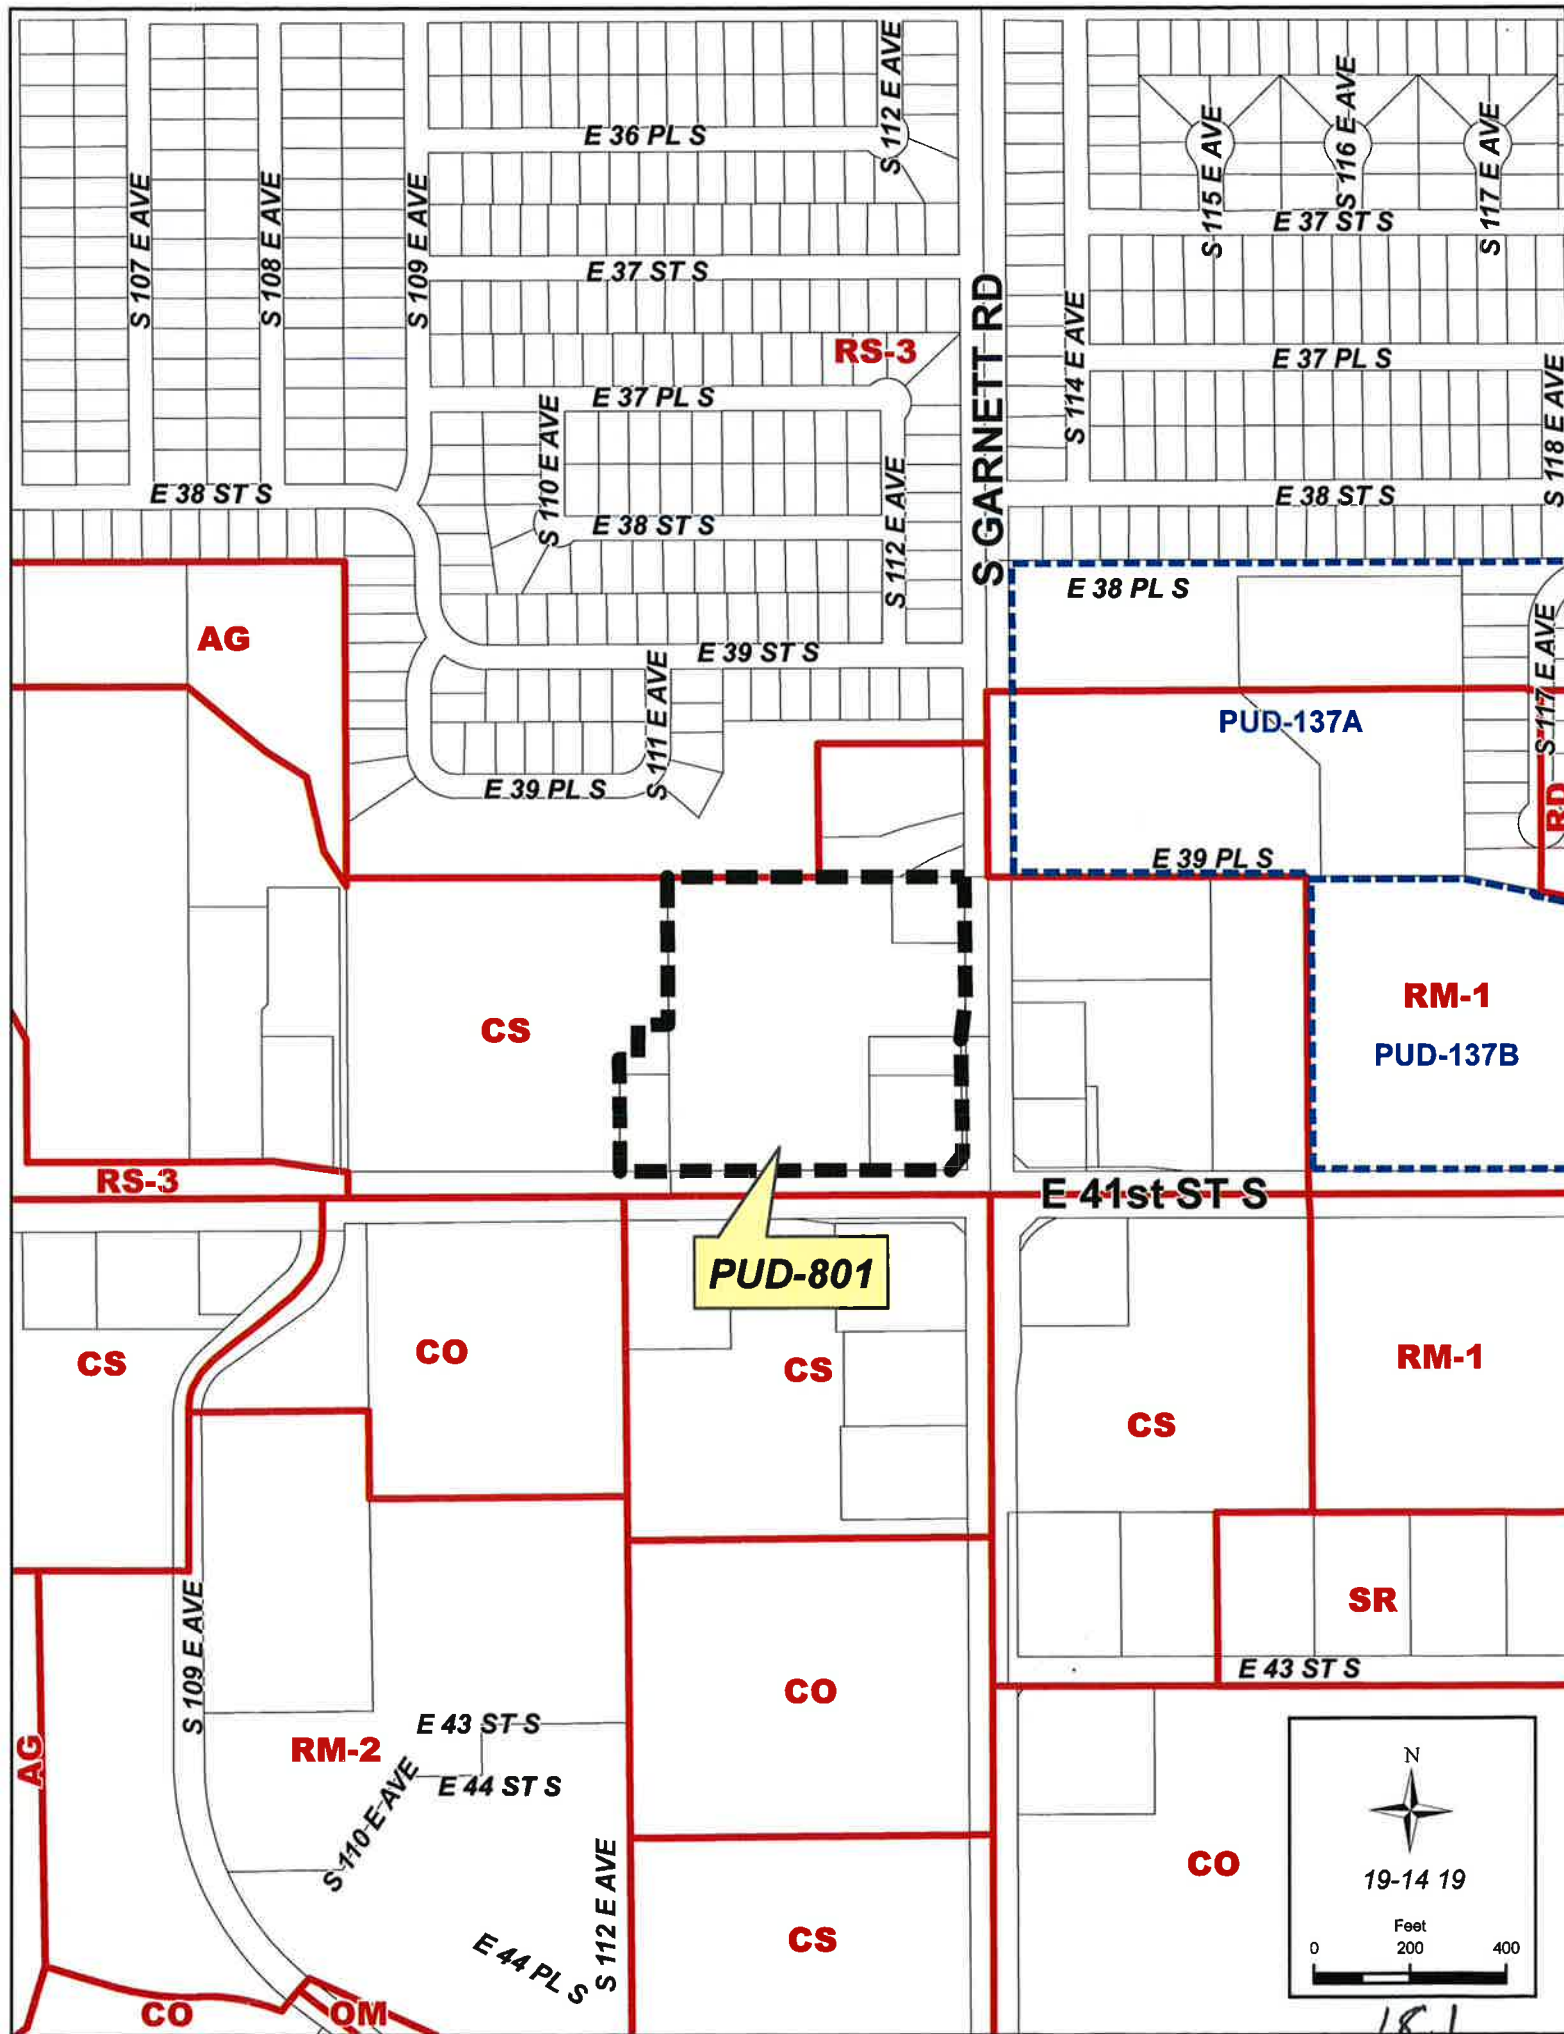 S 112 E AVE
E 36 PL S
S 115 E AVE
S 116 E AVE
S 117 E AVE
E 37 ST S
S 107 E AVE
S 108 E AVE
S 109 E AVE
E 37 ST S
S GARNETT RD
S 114 E AVE
RS-3
E 37 PL S
E 37 PL S
S 118 E AVE
S 110 E AVE
E 38 ST S
E 38 ST S
E 38 ST S
S 112 E AVE
E 38 PL S
AG
E 39 ST S
S 111 E AVE
S 117 E AVE
PUD-137A
E 39 PL S
RD
E 39 PL S
CS
RM-1
PUD-137B
RS-3
E 41st ST S
PUD-801
CS
CO
CS
CS
RM-1
S 109 E AVE
SR
E 43 ST S
CO
AG
RM-2
E 43 ST S
E 44 ST S
S 110 E AVE
S 112 E AVE
E 44 PL S
CS
CO
CO
OM
N
19-14 19
Feet
0 200 400
18.1